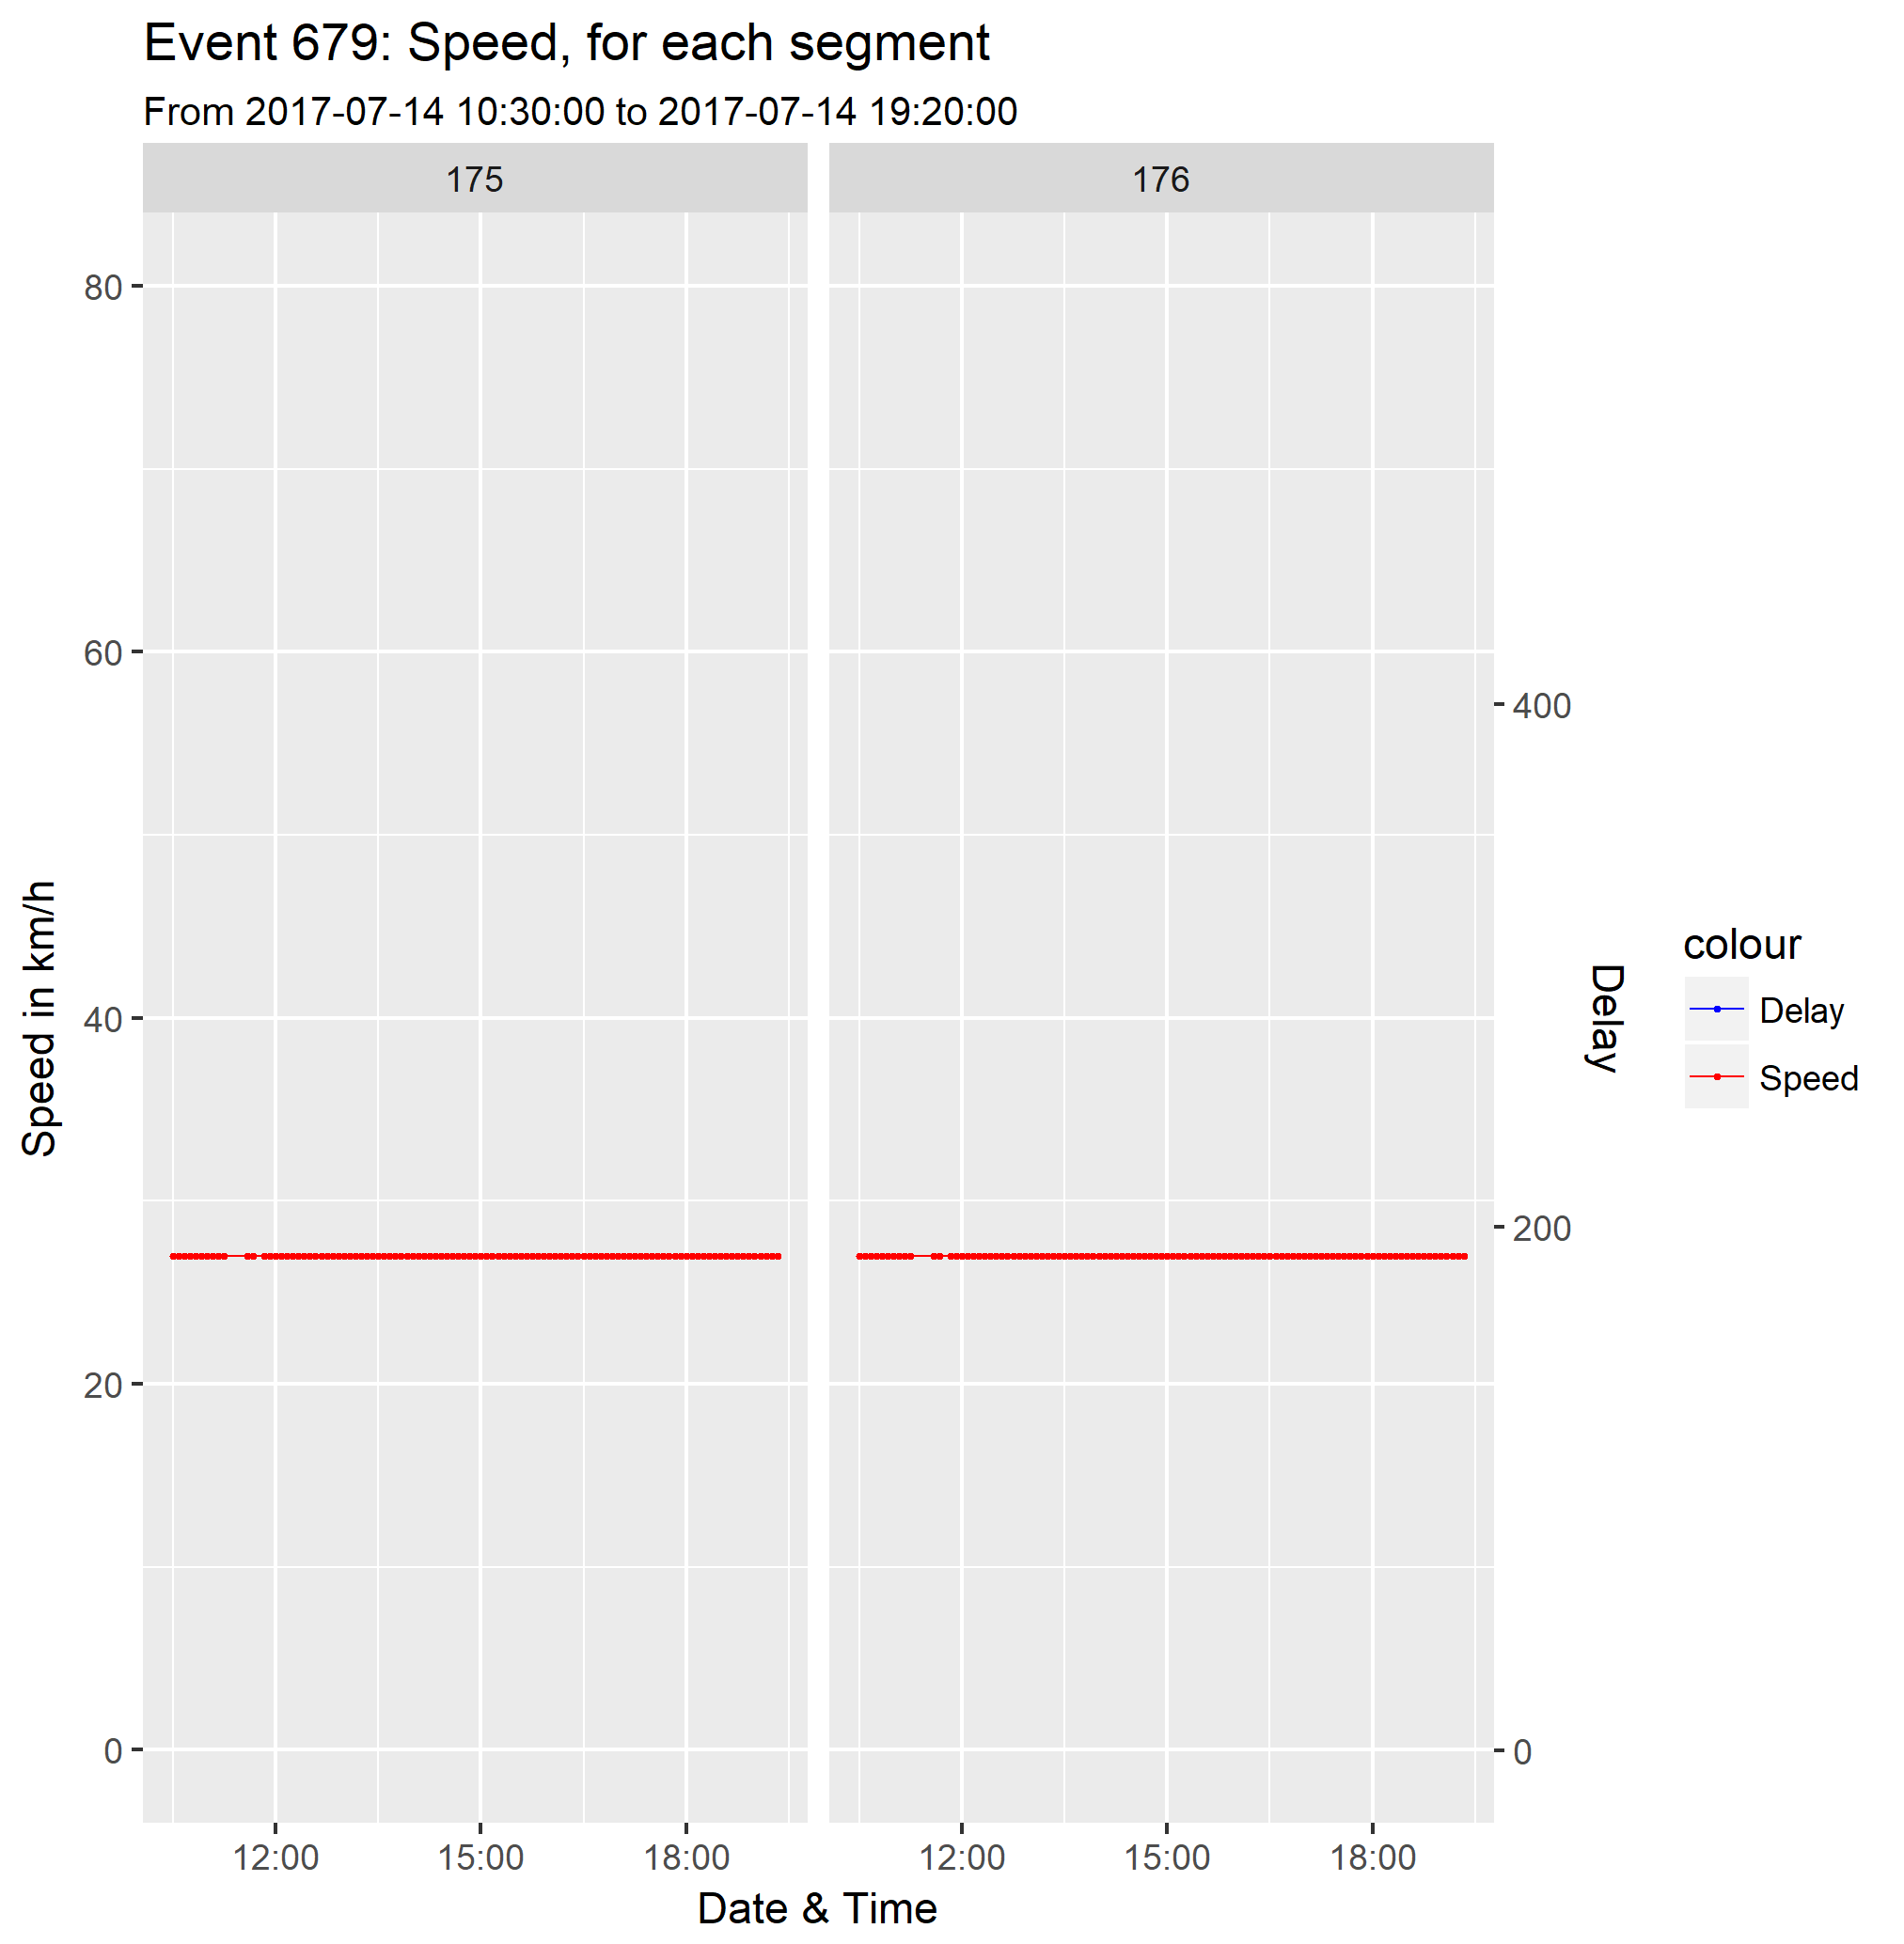 Event 679: Speed, for each segment
From 2017-07-14 10:30:00 to 2017-07-14 19:20:00
175
176
80
60
40
20
0
Speed in km/h
400
200
0
Delay
12:00
15:00
18:00
12:00
15:00
18:00
Date & Time
colour
Delay
Speed